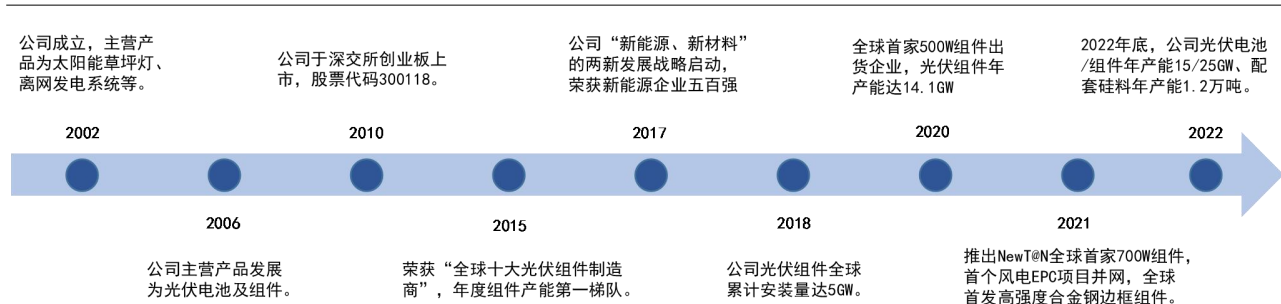 公司成立，主营产
品为太阳能草坪灯、
离网发电系统等。
2002
2006
公司主营产品发展
为光伏电池及组件。
公司于深交所创业板上
市，股票代码300118。
2010
2015
荣获“全球十大光伏组件制造
商”，年度组件产能第一梯队。
公司“新能源、新材料”
的两新发展战略启动，
荣获新能源企业五百强
2017
2018
公司光伏组件全球
累计安装量达5GW。
全球首家500W组件出
货企业，光伏组件年
产能达14.1GW
2020
2021
推出NewT@N全球首家700W组件，
首个风电EPC项目并网，全球
首发高强度合金钢边框组件。
2022年底，公司光伏电池
/组件年产能15/25GW、配
套硅料年产能1.2万吨。
2022